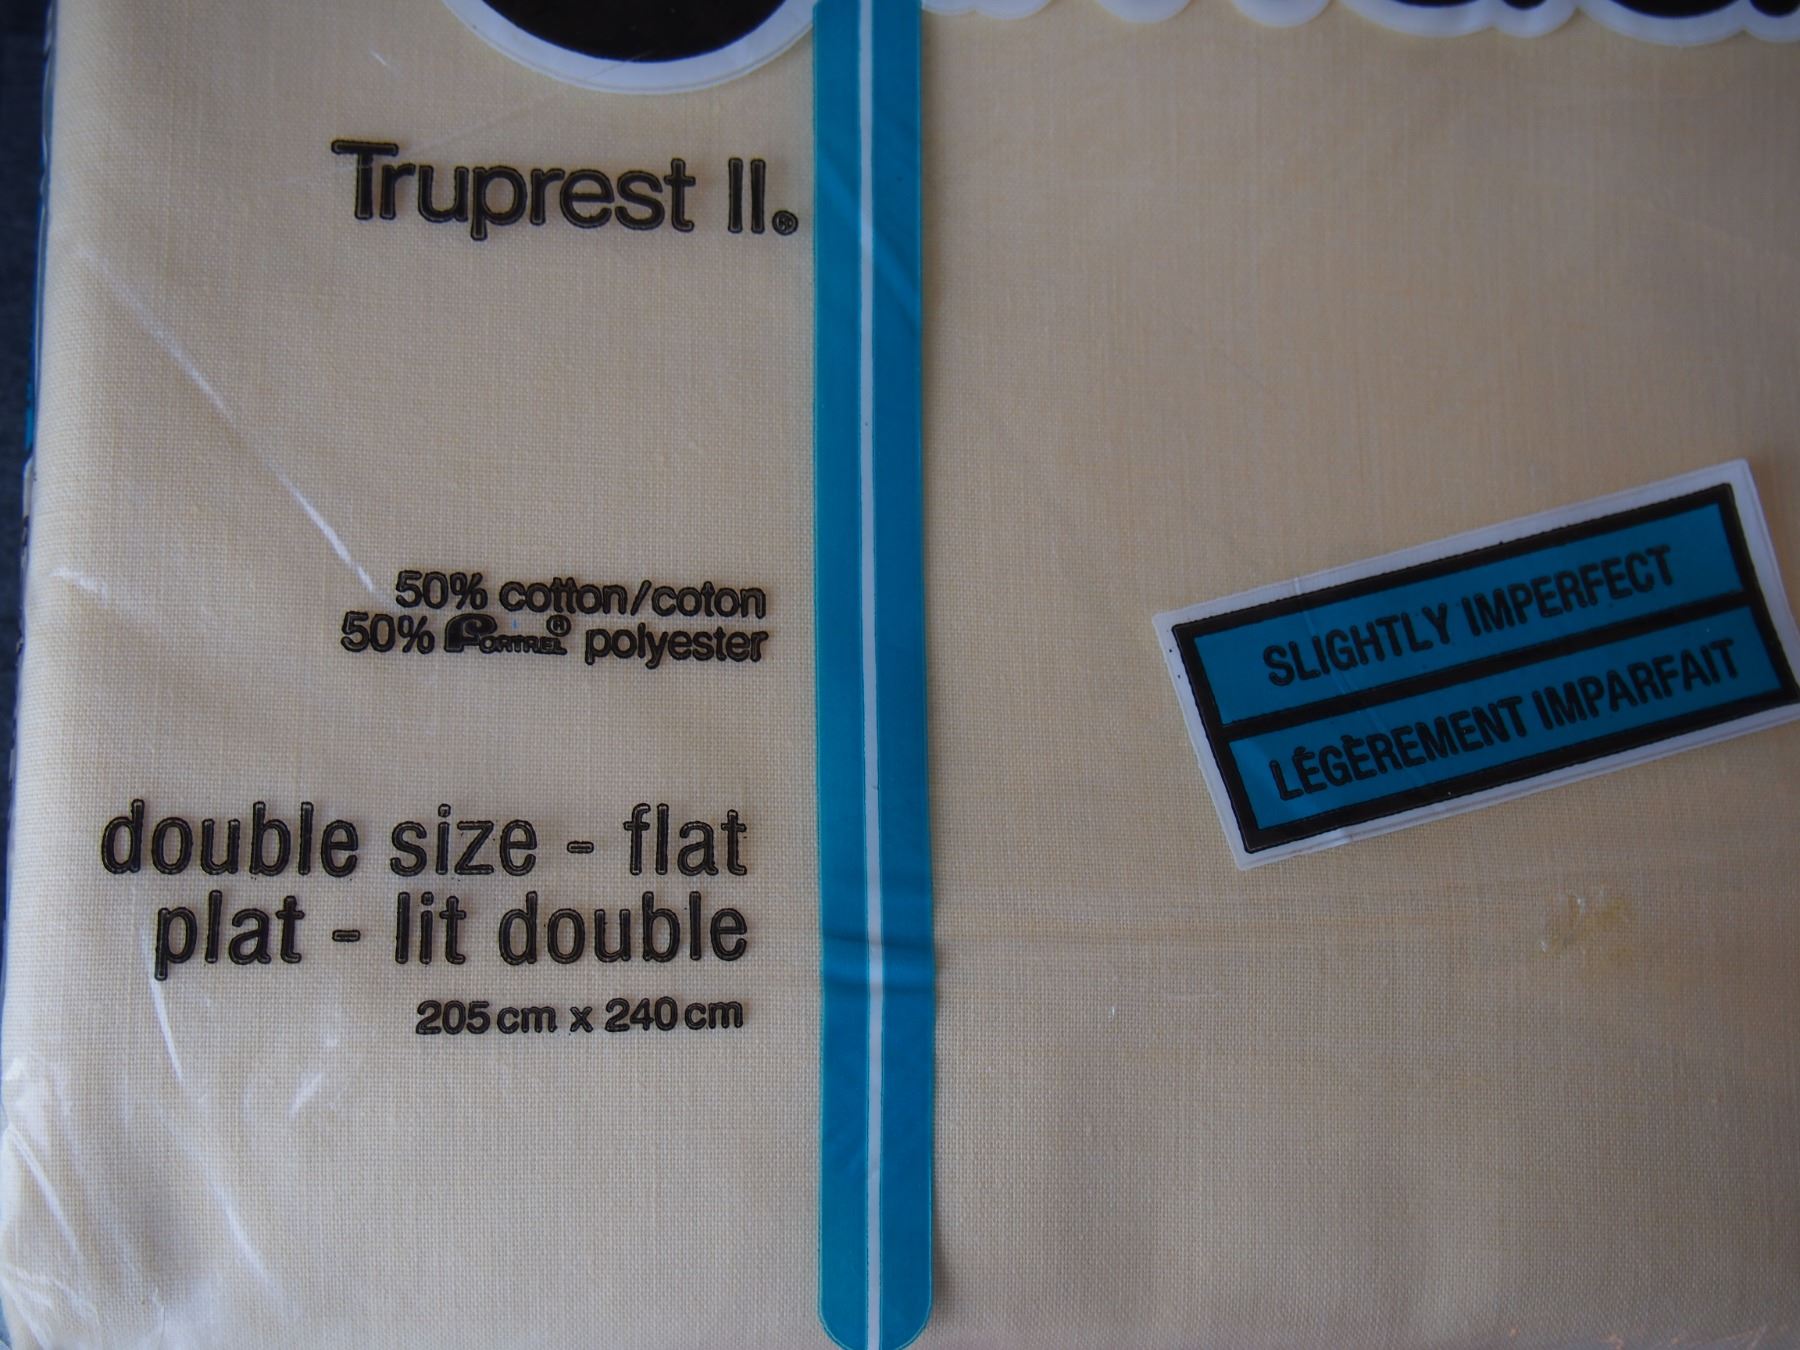 Truprest II.®
50% cotton/coton
50% FORTREL® polyester
double size - flat
plat - lit double
205 cm x 240 cm
SLIGHTLY IMPERFECT
LÉGÈREMENT IMPARFAIT